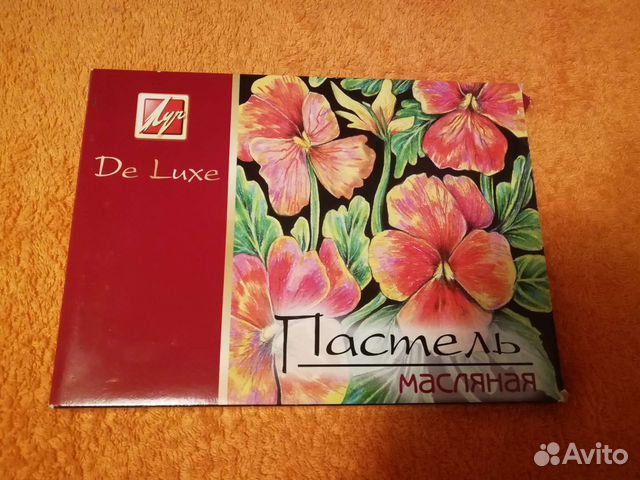 Луч
De Luxe
Пастель
масляная
Avito